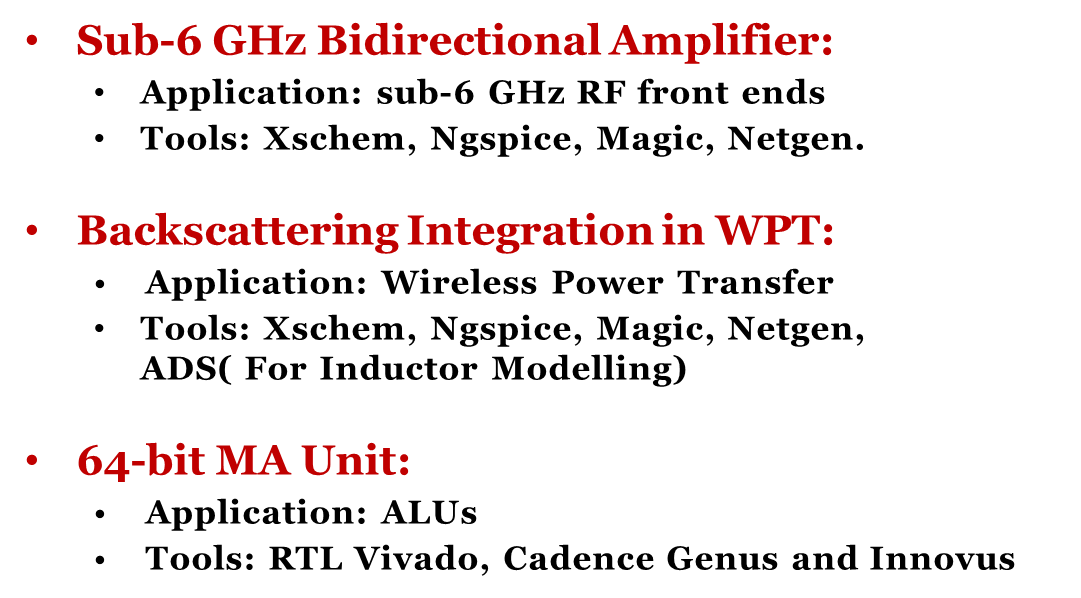 • Sub-6 GHz Bidirectional Amplifier:
• Application: sub-6 GHz RF front ends
• Tools: Xschem, Ngspice, Magic, Netgen.
• Backscattering Integration in WPT:
• Application: Wireless Power Transfer
• Tools: Xschem, Ngspice, Magic, Netgen,
ADS( For Inductor Modelling)
• 64-bit MA Unit:
• Application: ALUs
• Tools: RTL Vivado, Cadence Genus and Innovus